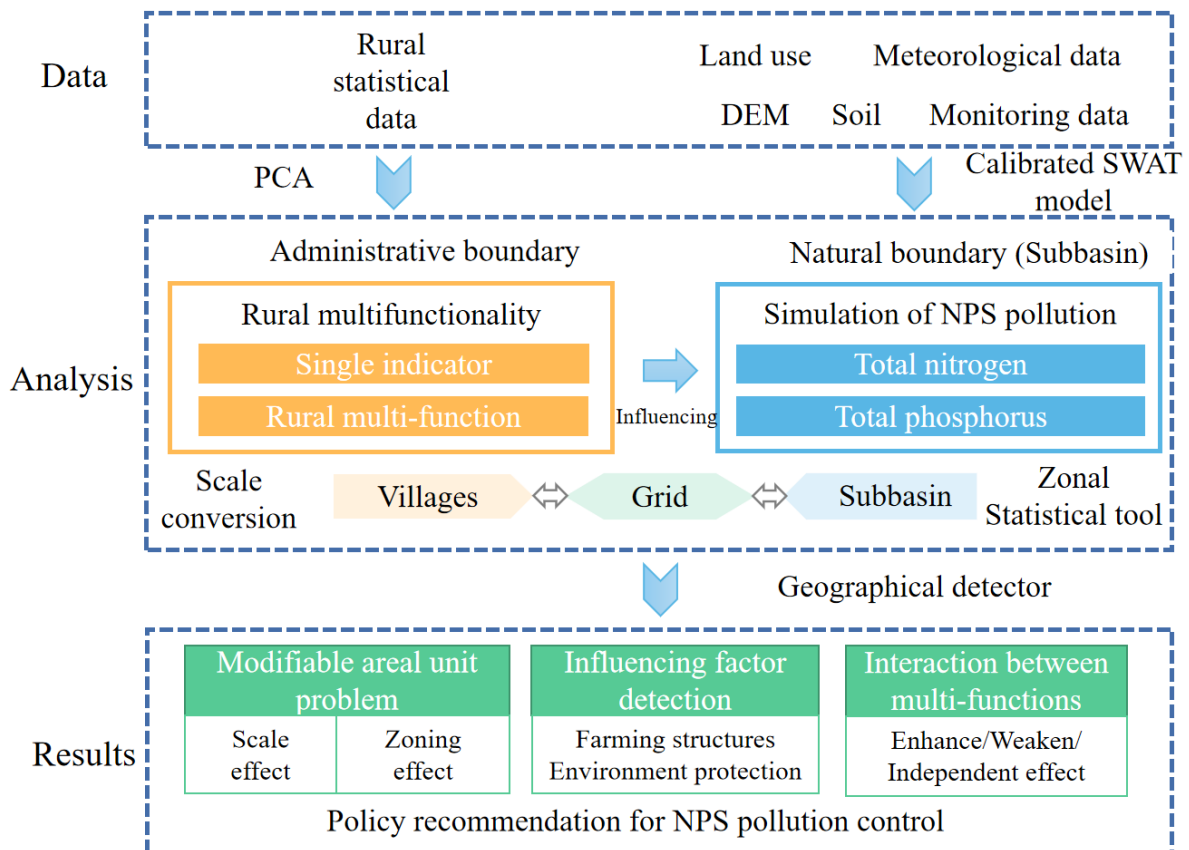 Data
Rural
statistical
data
Land use
Meteorological data
DEM
Soil
Monitoring data
PCA
Calibrated SWAT
model
Analysis
Administrative boundary
Natural boundary (Subbasin)
Rural multifunctionality
Single indicator
Rural multi-function
Influencing
Simulation of NPS pollution
Total nitrogen
Total phosphorus
Scale
conversion
Villages
Grid
Subbasin
Zonal
Statistical tool
Geographical detector
Results
Modifiable areal unit
problem
Scale
effect
Zoning
effect
Influencing factor
detection
Farming structures
Environment protection
Interaction between
multi-functions
Enhance/Weaken/
Independent effect
Policy recommendation for NPS pollution control